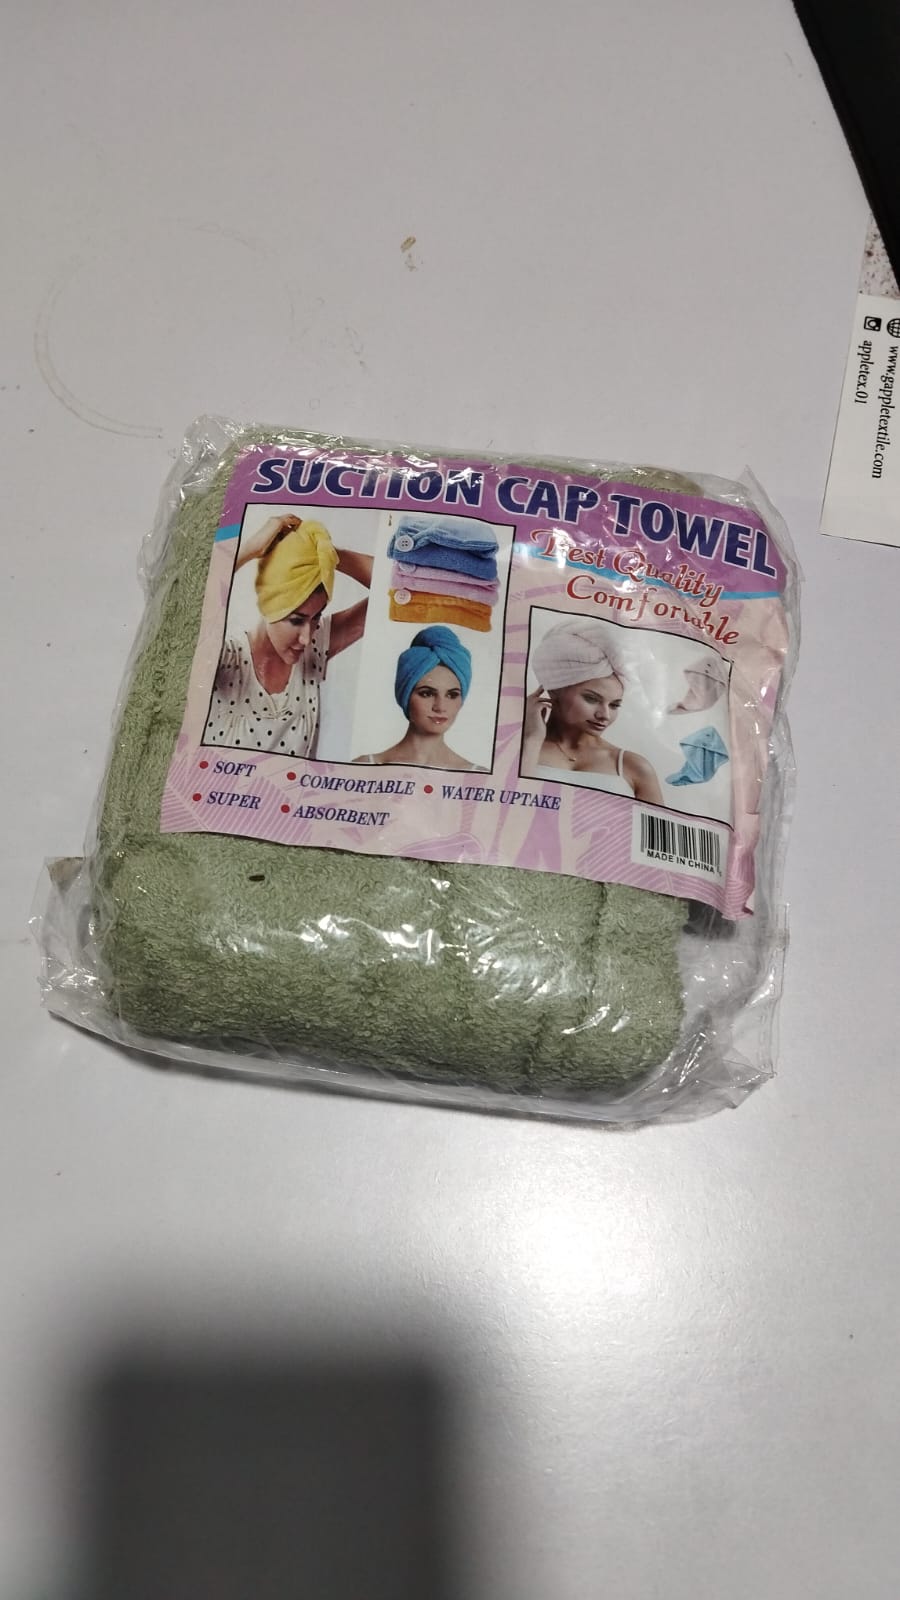 SUCTION CAP TOWEL
Best Quality
Comfortable
SOFT
COMFORTABLE
WATER UPTAKE
SUPER
ABSORBENT
MADE IN CHINA
www.gappletextile.com
appletex.01